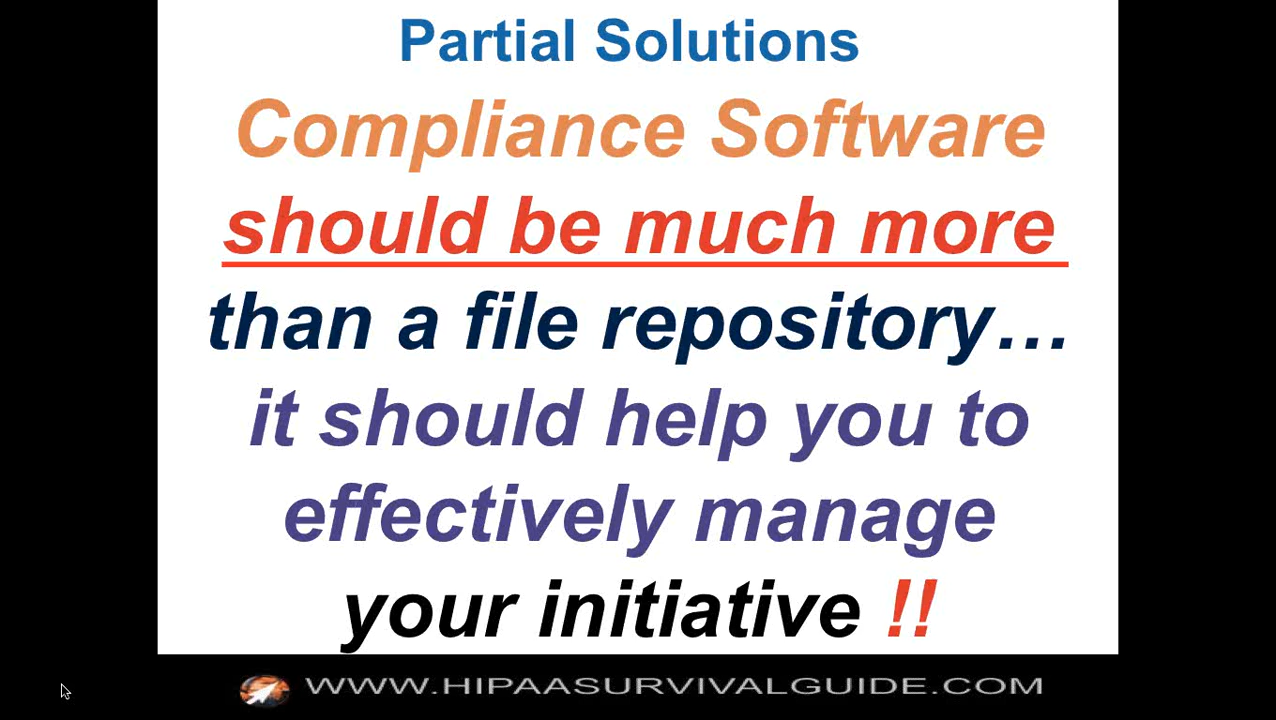 Partial Solutions
Compliance Software
should be much more
than a file repository…
it should help you to
effectively manage
your initiative !!
WWW.HIPAASURVIVALGUIDE.COM